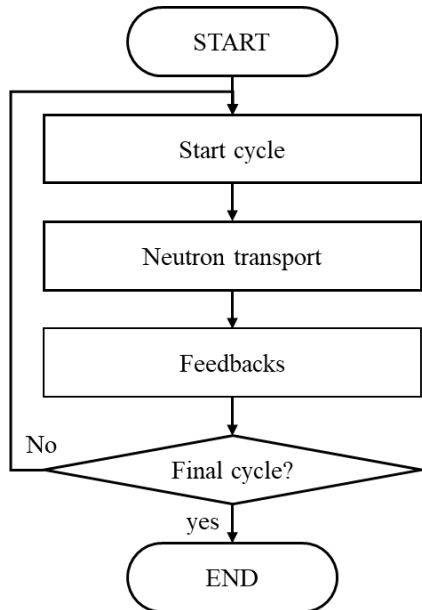 START
Start cycle
Neutron transport
Feedbacks
No
Final cycle?
yes
END